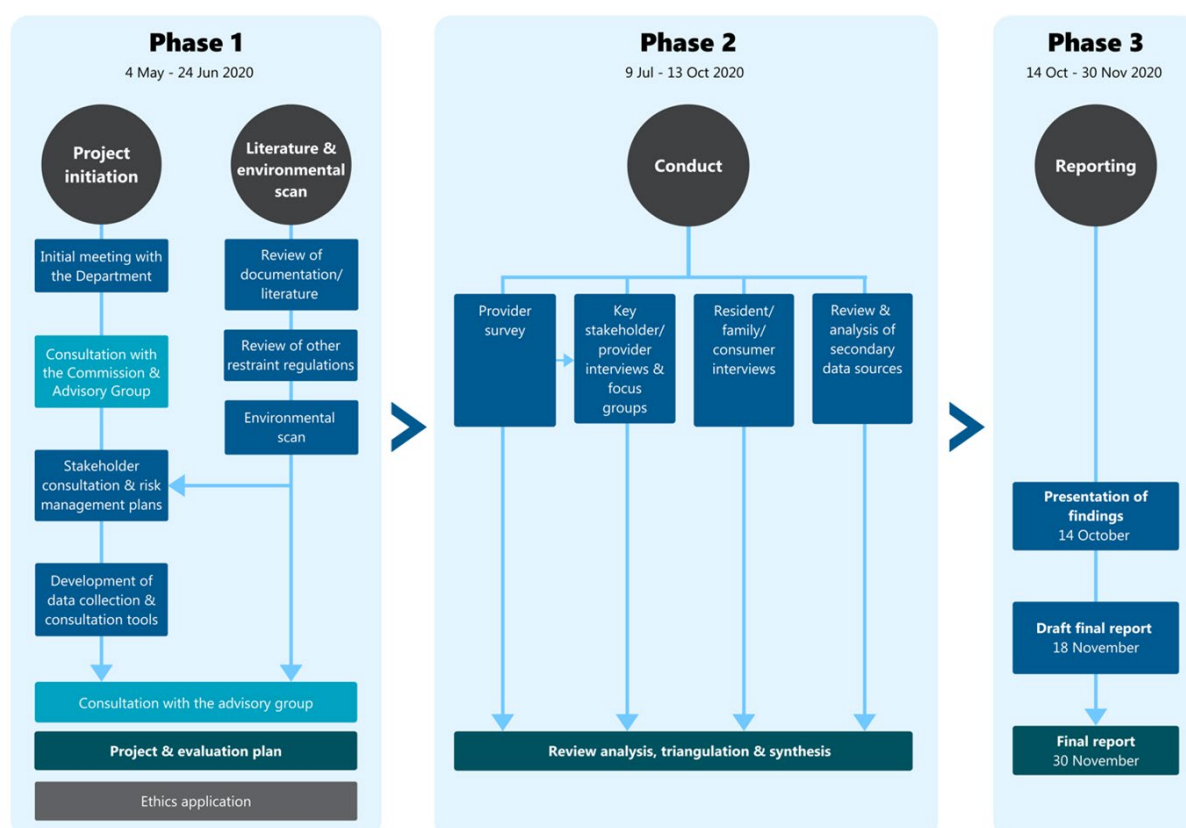 Phase 1
4 May - 24 Jun 2020
Project
initiation
Initial meeting with
the Department
Consultation with
the Commission &
Advisory Group
Stakeholder
consultation & risk
management plans
Development of
data collection &
consultation tools
Literature &
environmental
scan
Review of
documentation/
literature
Review of other
restraint regulations
Environmental
scan
Consultation with the advisory group
Project & evaluation plan
Ethics application
Phase 2
9 Jul - 13 Oct 2020
Conduct
Provider
survey
Key
stakeholder/
provider
interviews &
focus
groups
Resident/
family/
consumer
interviews
Review &
analysis of
secondary
data sources
Review analysis, triangulation & synthesis
Phase 3
14 Oct - 30 Nov 2020
Reporting
Presentation of
findings
14 October
Draft final report
18 November
Final report
30 November